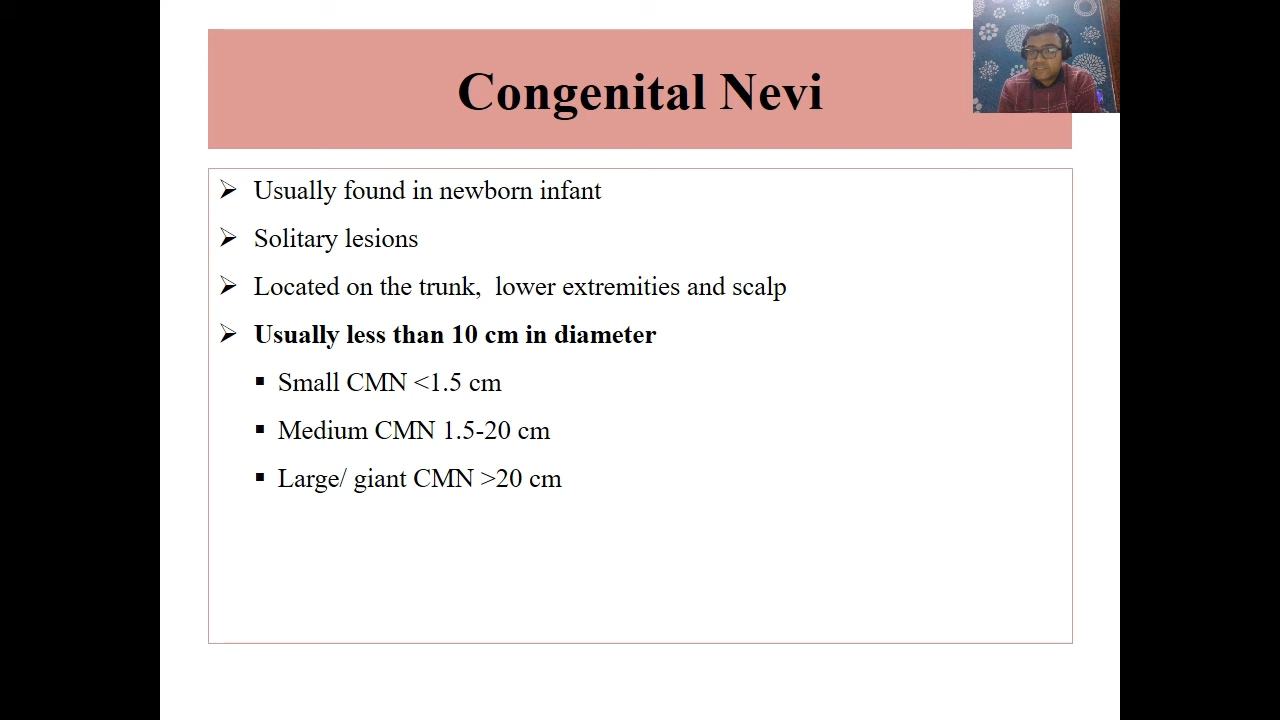 Congenital Nevi
➢ Usually found in newborn infant
➢ Solitary lesions
➢ Located on the trunk,  lower extremities and scalp
➢ Usually less than 10 cm in diameter
▪ Small CMN <1.5 cm
▪ Medium CMN 1.5-20 cm
▪ Large/ giant CMN >20 cm